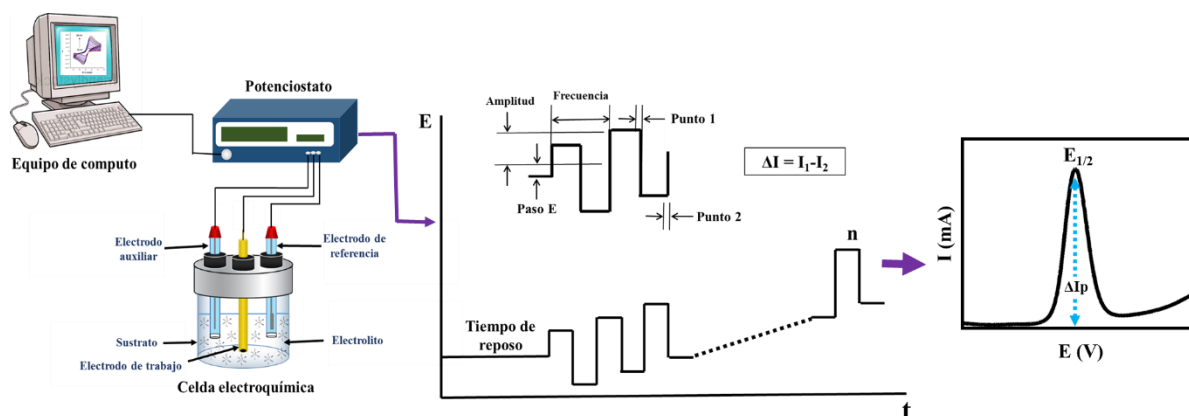 Equipo de computo
Potenciostato
Electrodo
auxiliar
Electrodo de
referencia
Sustrato
Electrolito
Electrodo de trabajo
Celda electroquímica
E
Amplitud
Frecuencia
Punto 1
Paso E
Punto 2
ΔI = I₁-I₂
Tiempo de
reposo
n
t
E₁/₂
I (mA)
ΔIp
E (V)